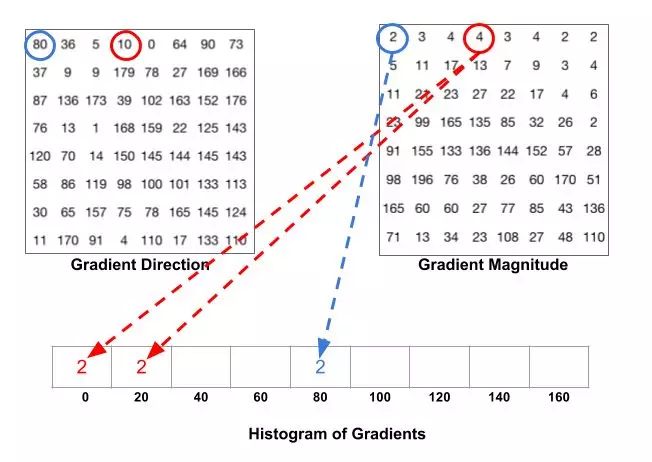 80 36 5 10 0 64 90 73
37 9 9 179 78 27 169 166
87 136 173 39 102 163 152 176
76 13 1 168 159 22 125 143
120 70 14 150 145 144 145 143
58 86 119 98 100 101 133 113
30 65 157 75 78 165 145 124
11 170 91 4 110 17 133 110
Gradient Direction
2 3 4 4 3 4 2 2
5 11 17 13 7 9 3 4
11 21 23 27 22 17 4 6
23 99 165 135 85 32 26 2
91 155 133 136 144 152 57 28
98 196 76 38 26 60 170 51
165 60 60 27 77 85 43 136
71 13 34 23 108 27 48 110
Gradient Magnitude
2 2 2
0 20 40 60 80 100 120 140 160
Histogram of Gradients